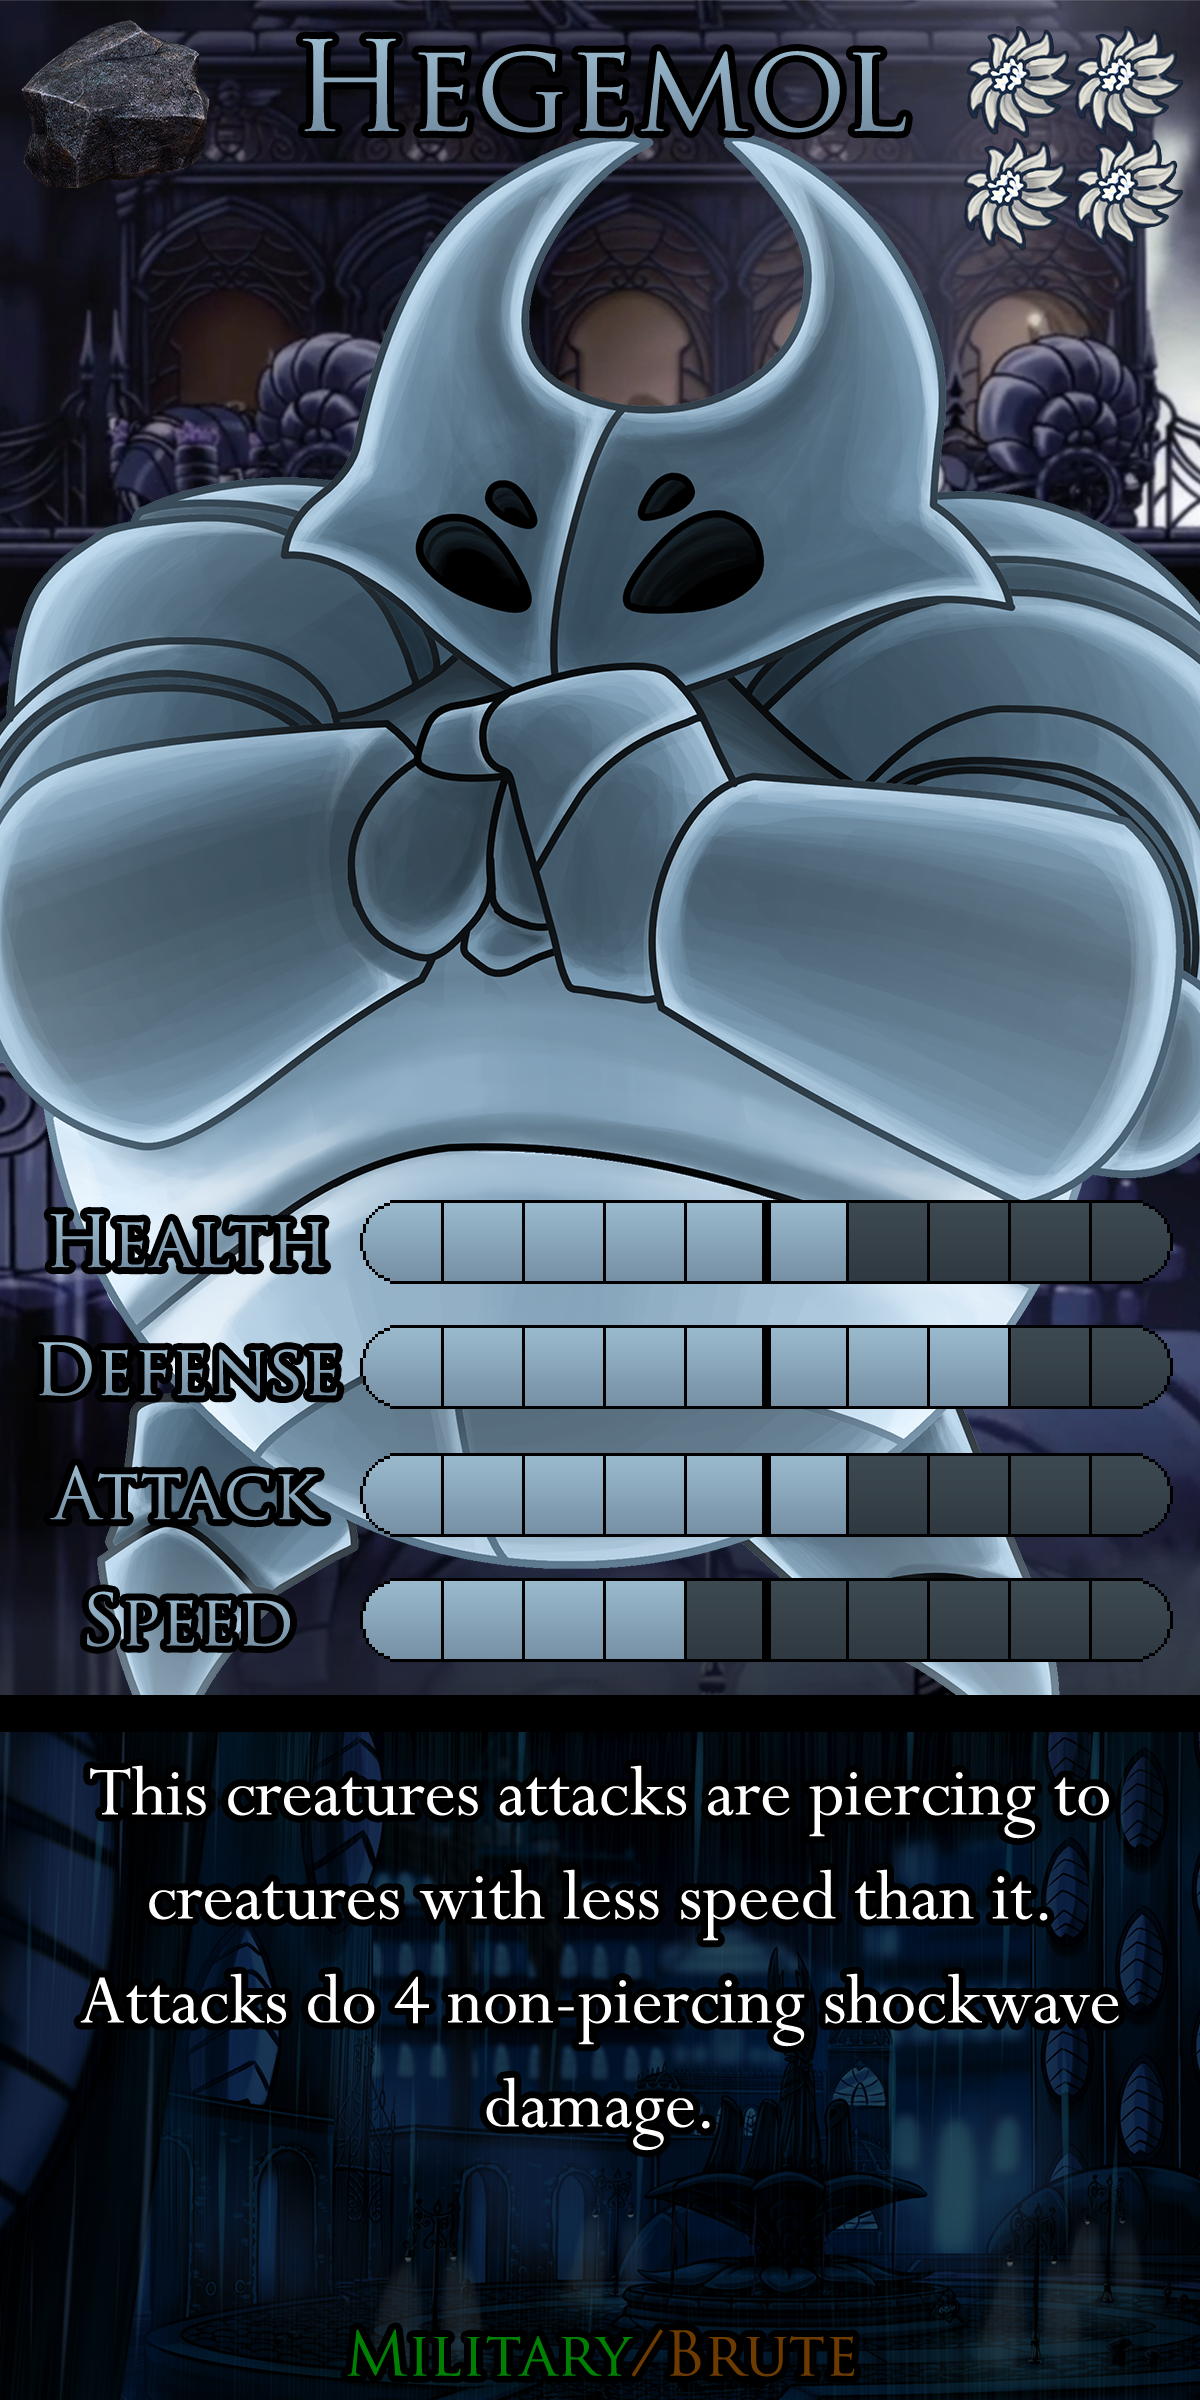 Hegemol
Health
Defense
Attack
Speed
This creatures attacks are piercing to
creatures with less speed than it.
Attacks do 4 non-piercing shockwave
damage.
Military/Brute